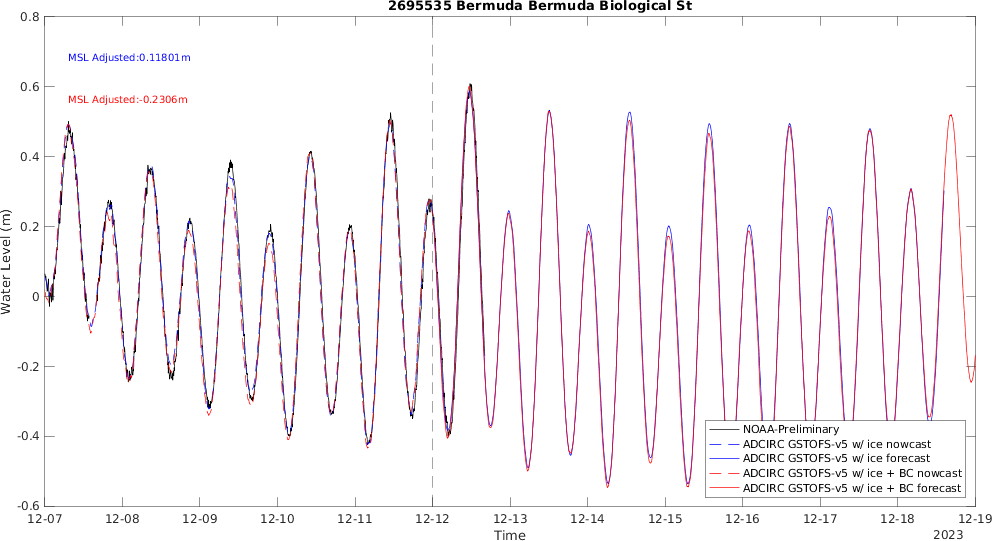 2695535 Bermuda Bermuda Biological St
MSL Adjusted:0.11801m
MSL Adjusted:-0.2306m
Water Level (m)
0.8
0.6
0.4
0.2
0
-0.2
-0.4
-0.6
NOAA-Preliminary
ADCIRC GSTOFS-v5 w/ ice nowcast
ADCIRC GSTOFS-v5 w/ ice forecast
ADCIRC GSTOFS-v5 w/ ice + BC nowcast
ADCIRC GSTOFS-v5 w/ ice + BC forecast
12-07 12-08 12-09 12-10 12-11 12-12 12-13 12-14 12-15 12-16 12-17 12-18 12-19
Time
2023